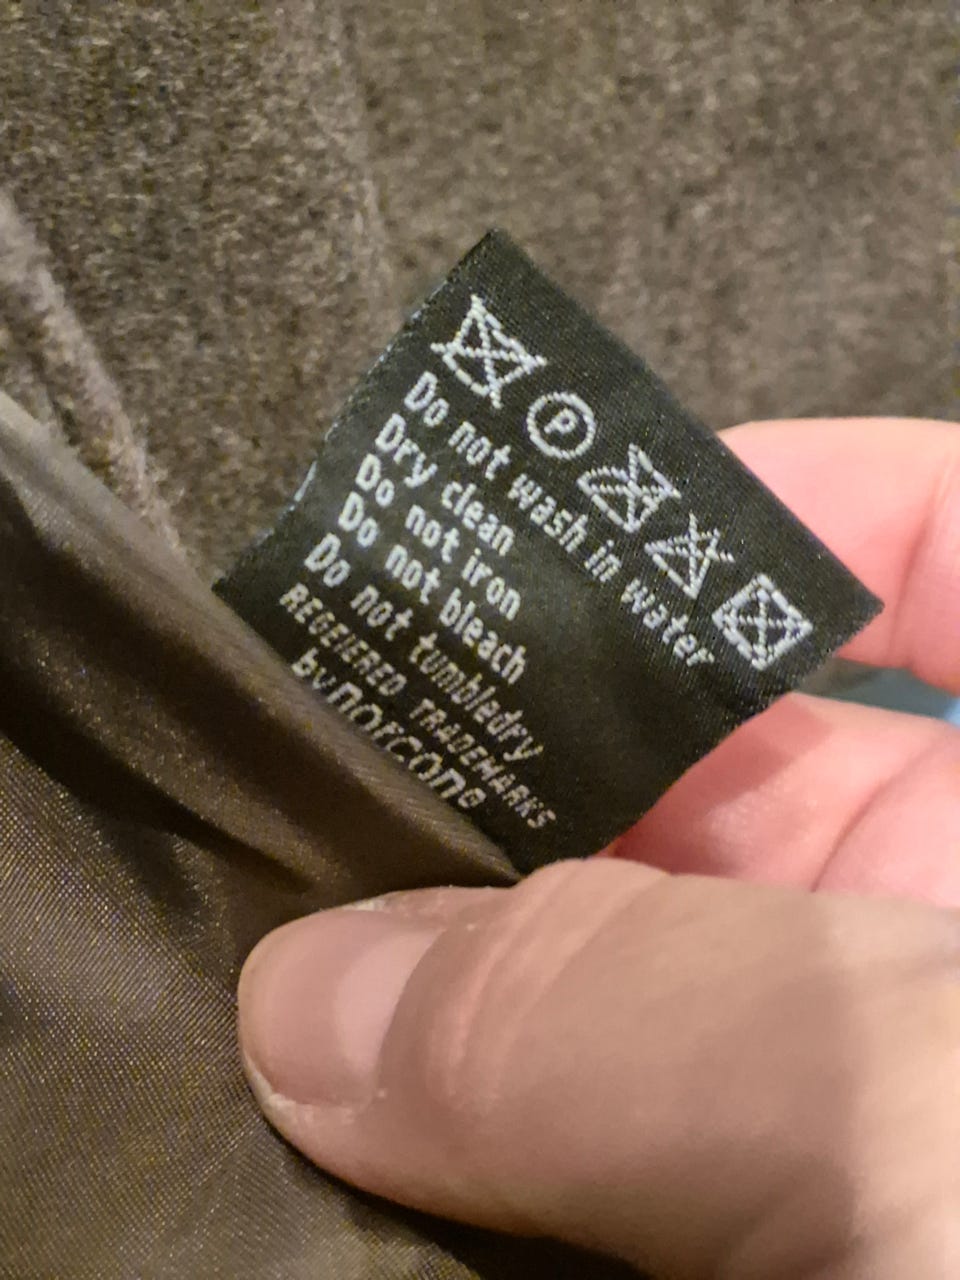 P
Do not wash in water
Dry clean
Do not iron
Do not bleach
Do not tumbledry
REGEIERED TRADEMARKS
by norcone